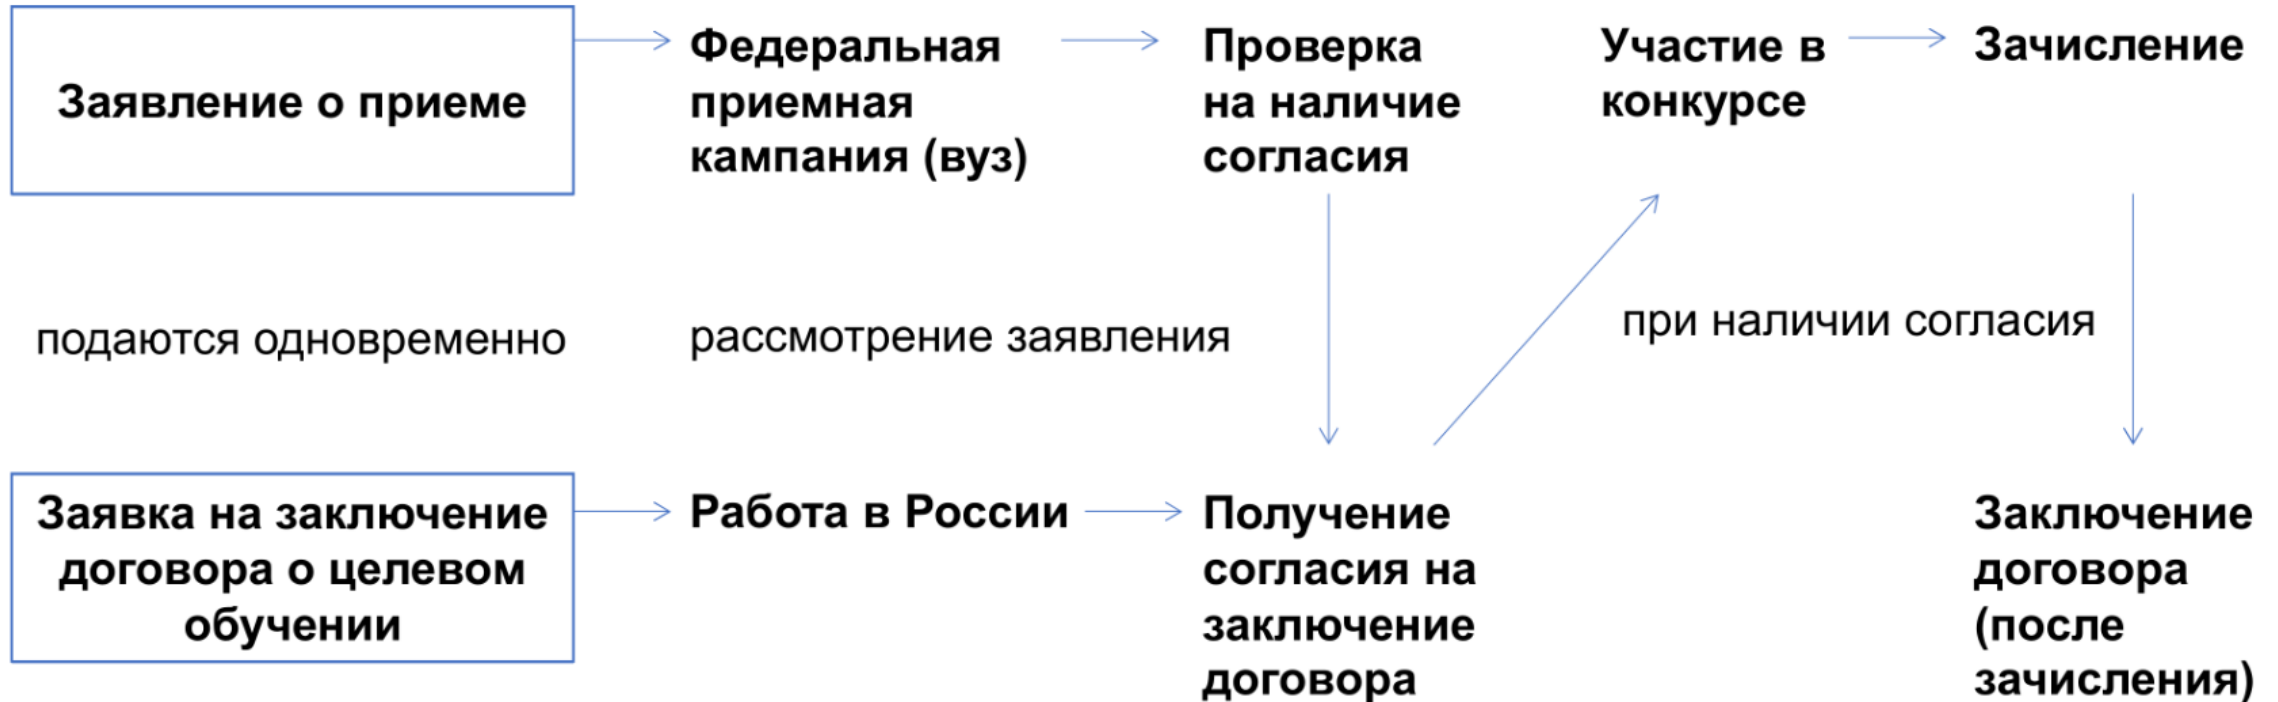 Заявление о приеме
Федеральная
приемная
кампания (вуз)
Проверка
на наличие
согласия
Участие в
конкурсе
Зачисление
подаются одновременно
рассмотрение заявления
при наличии согласия
Заявка на заключение
договора о целевом
обучении
Работа в России
Получение
согласия на
заключение
договора
Заключение
договора
(после
зачисления)